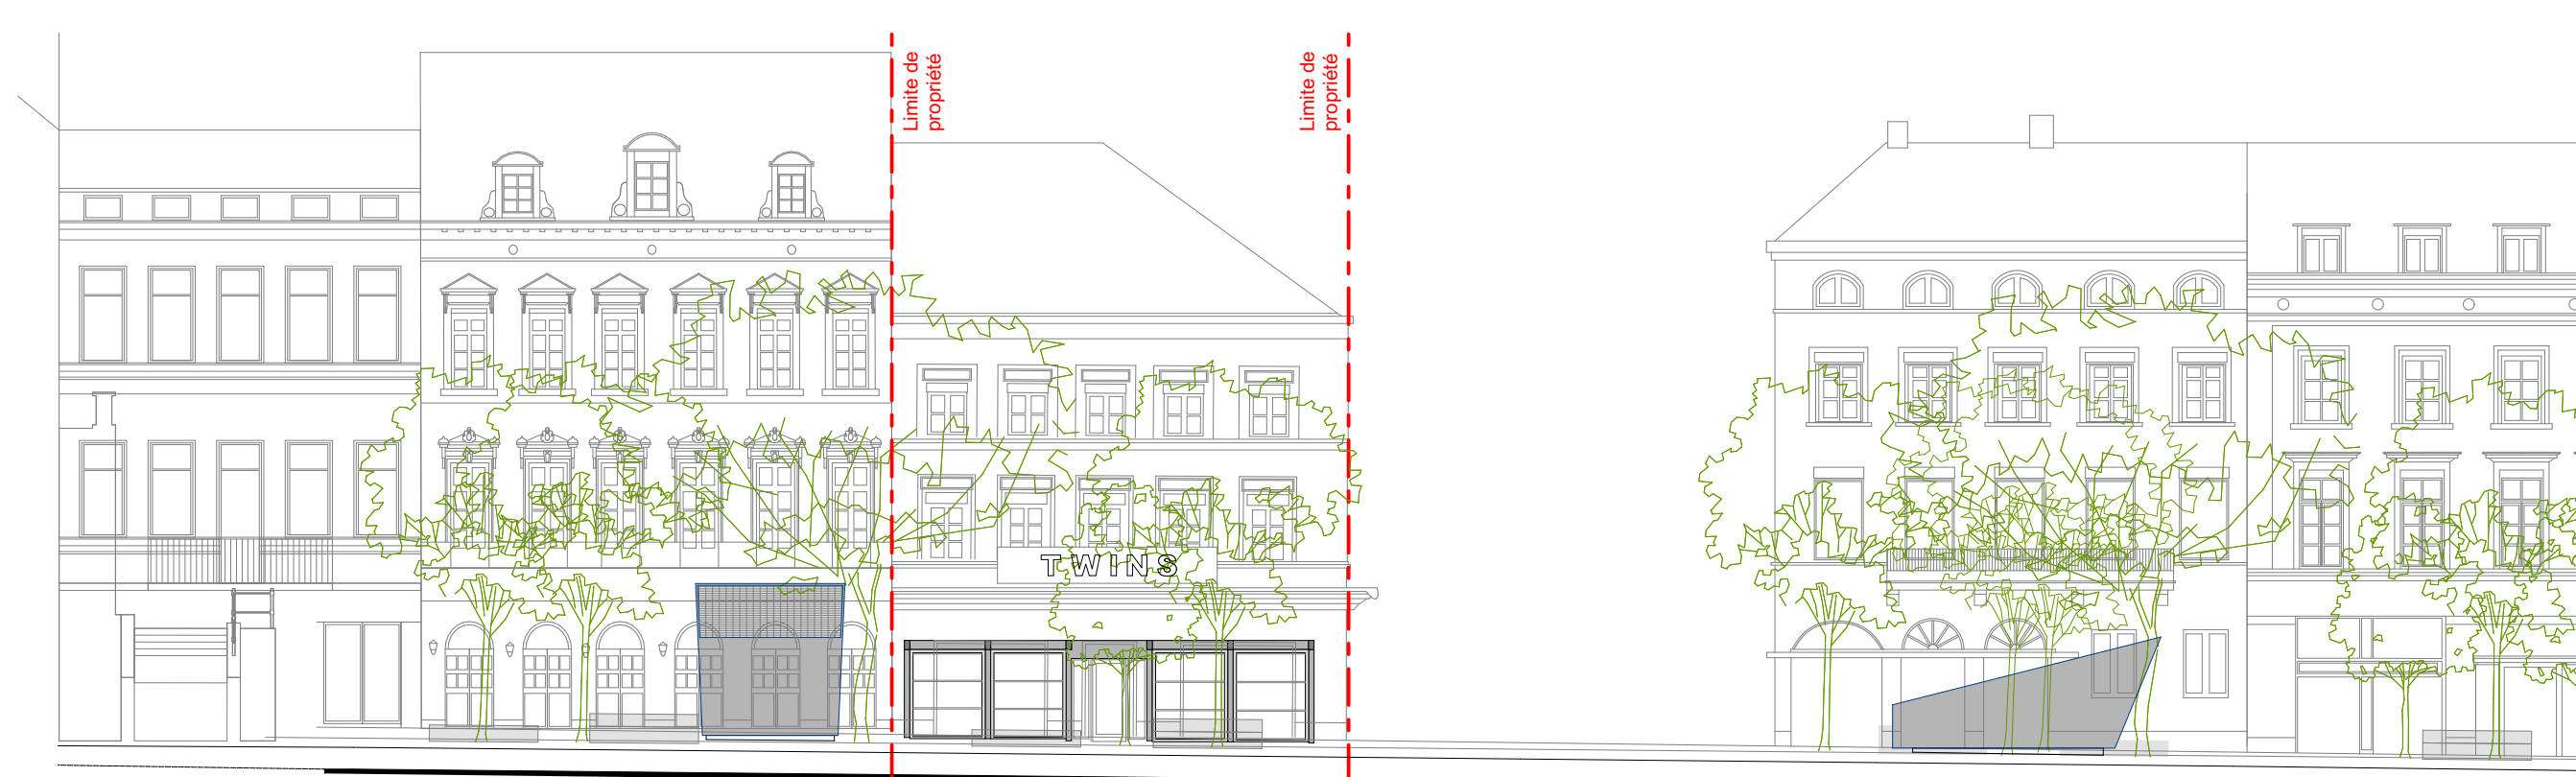 Limite de
propriété
Limite de
propriété
TWINS